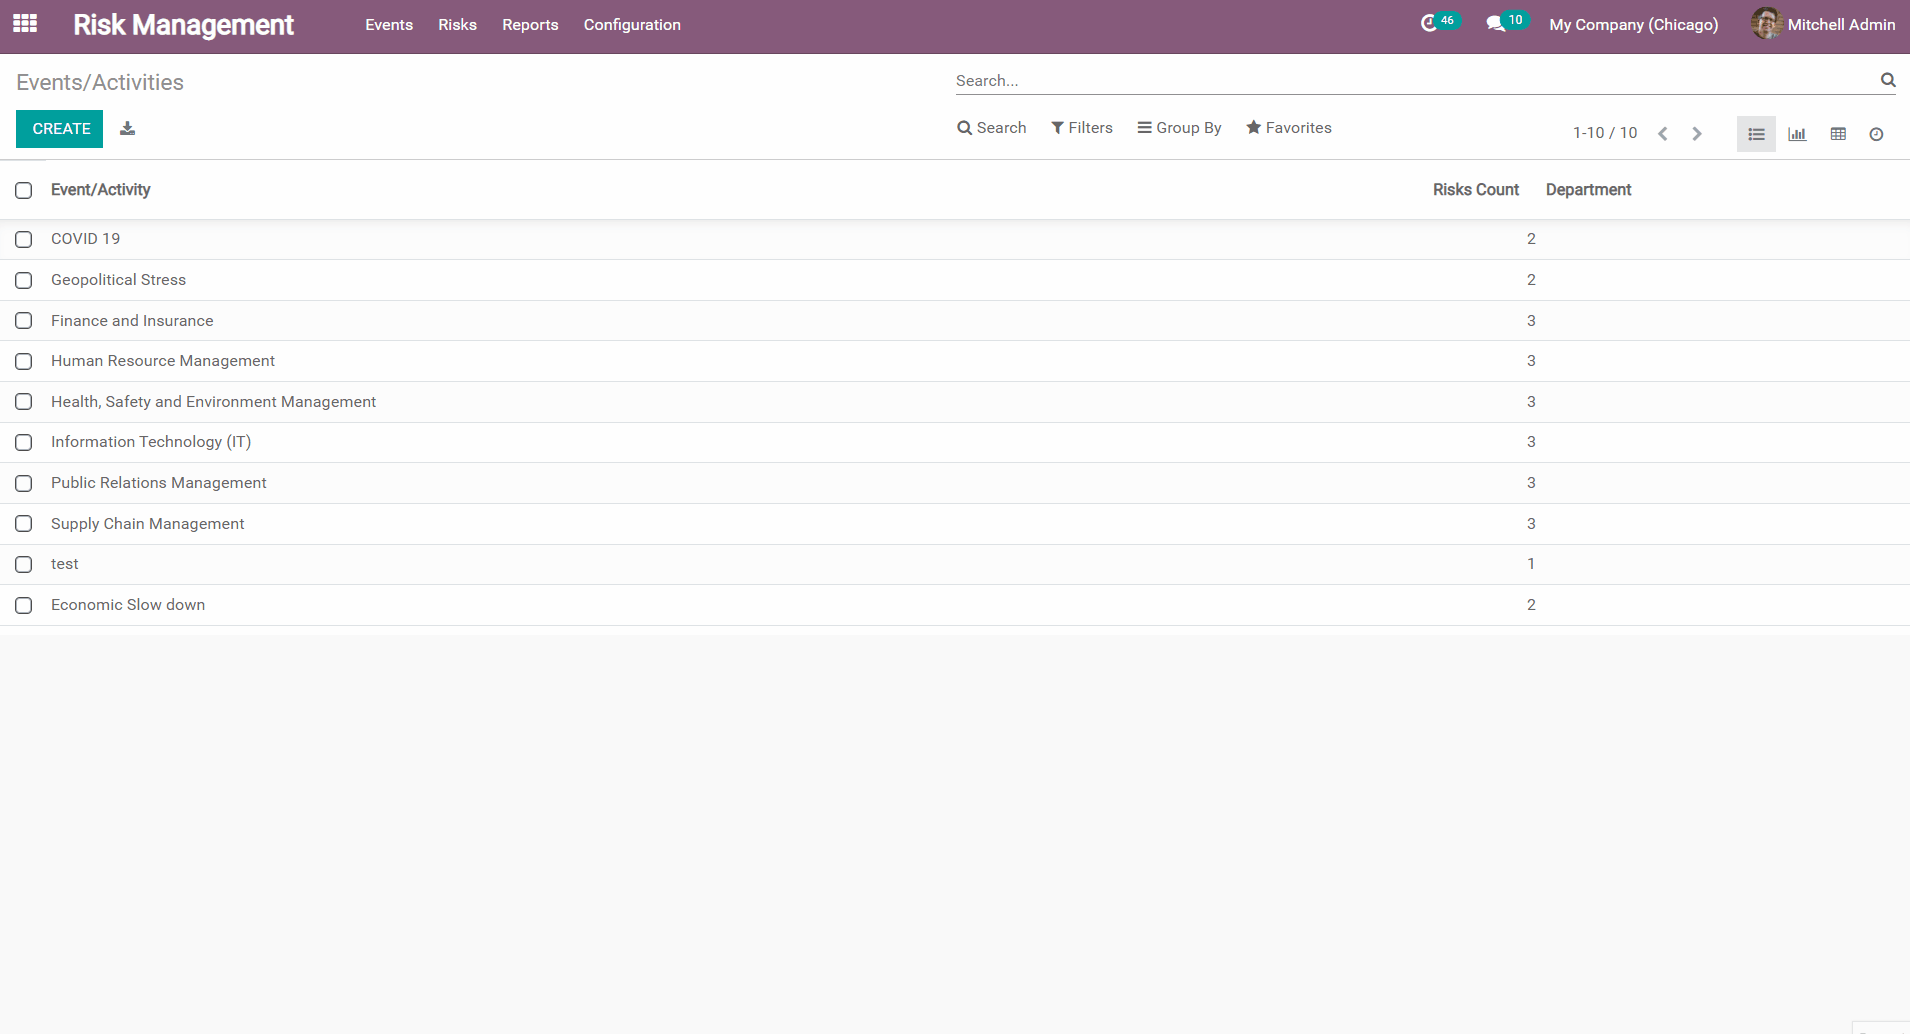 Risk Management Events Risks Reports Configuration 46 10 My Company (Chicago) Mitchell Admin
Events/Activities Search...
CREATE Search Filters Group By Favorites 1-10 / 10
Event/Activity Risks Count Department
COVID 19 2
Geopolitical Stress 2
Finance and Insurance 3
Human Resource Management 3
Health, Safety and Environment Management 3
Information Technology (IT) 3
Public Relations Management 3
Supply Chain Management 3
test 1
Economic Slow down 2